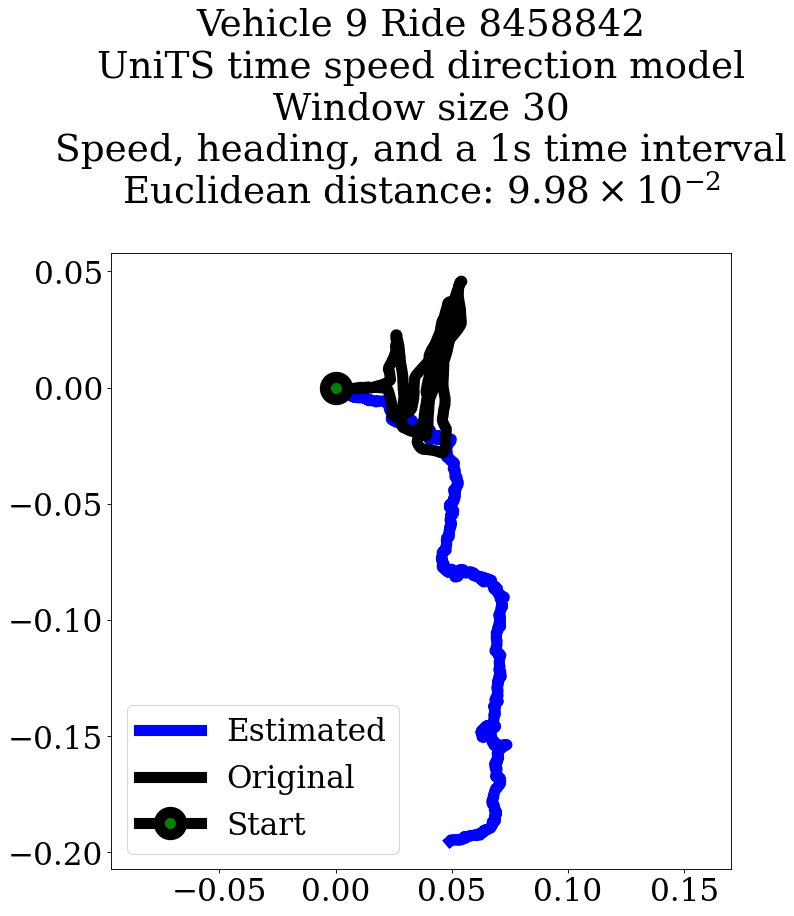 Vehicle 9 Ride 8458842
UniTS time speed direction model
Window size 30
Speed, heading, and a 1s time interval
Euclidean distance: 9.98 × 10⁻²
0.05
0.00
−0.05
−0.10
−0.15
−0.20
Estimated
Original
Start
−0.05 0.00 0.05 0.10 0.15